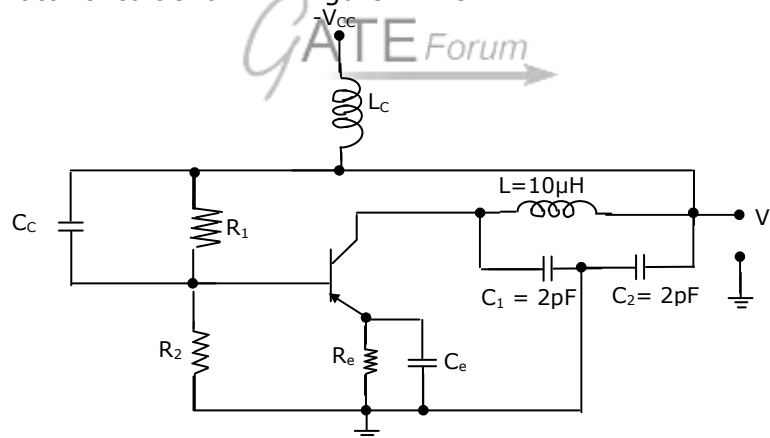 -VCC
GATE Forum
LC
L=10µH
CC
R1
V
C1 = 2pF
C2= 2pF
R2
Re
Ce